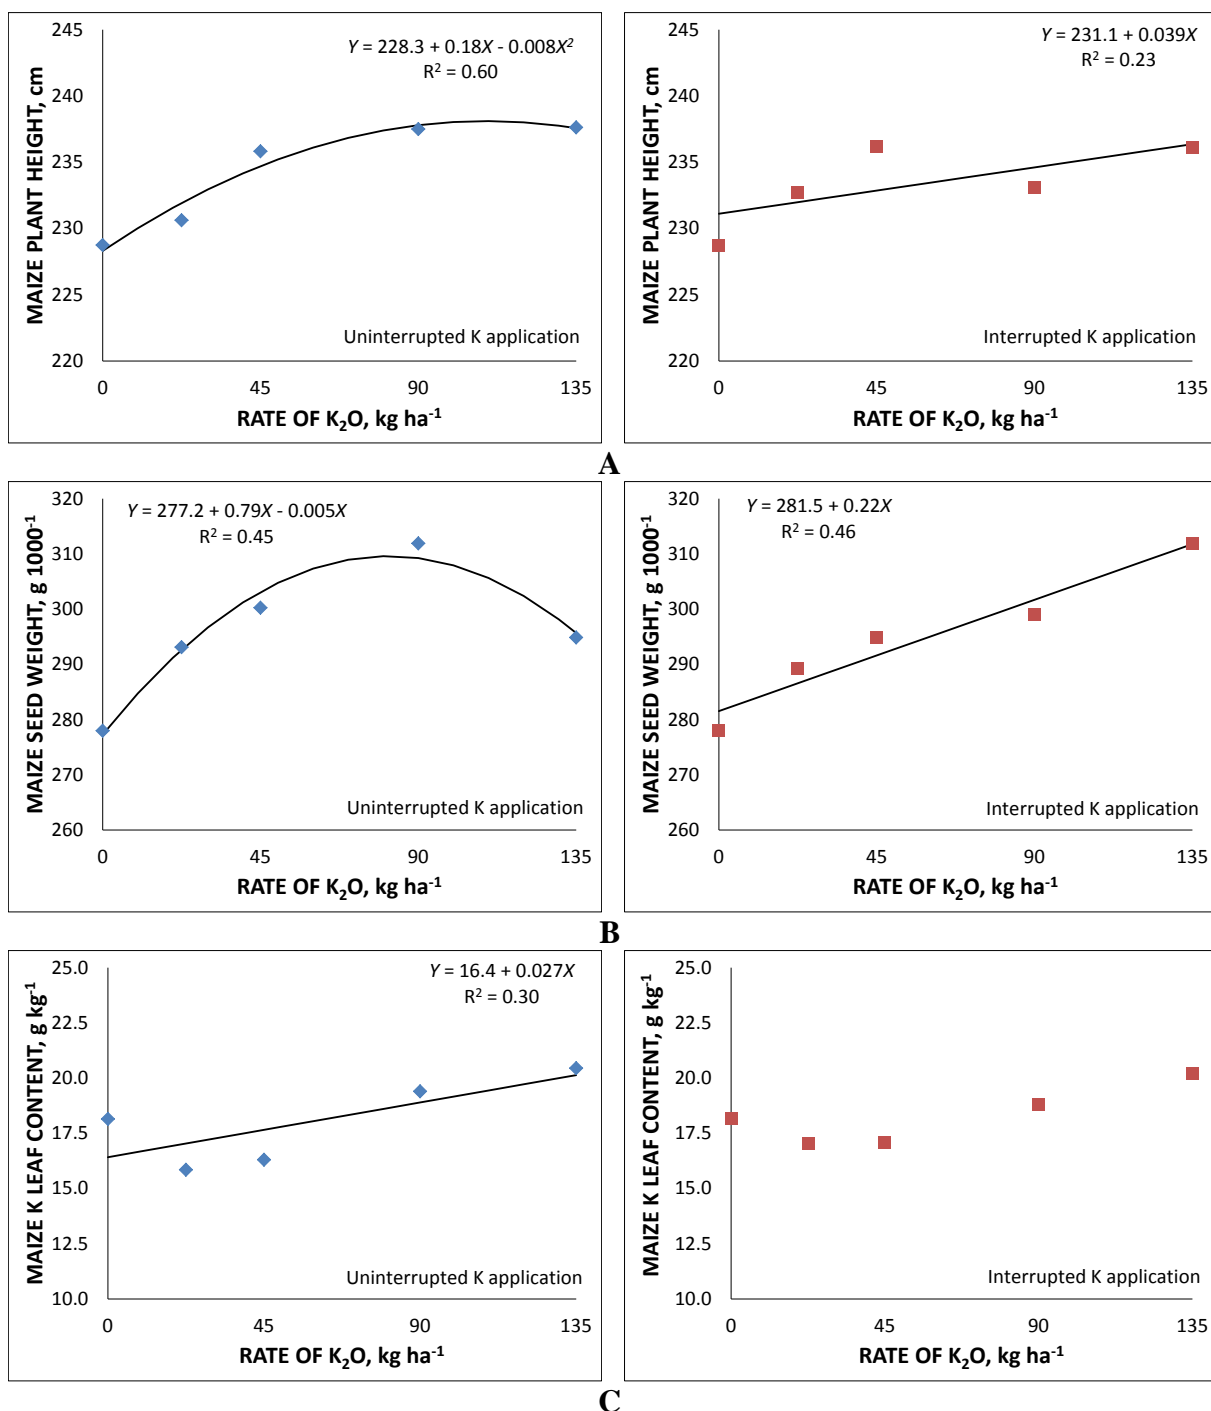 MAIZE PLANT HEIGHT, cm
245
240
235
230
225
220
Y = 228.3 + 0.18X - 0.008X²
R² = 0.60
Uninterrupted K application
0 45 90 135
RATE OF K₂O, kg ha⁻¹
MAIZE PLANT HEIGHT, cm
245
240
235
230
225
220
Y = 231.1 + 0.039X
R² = 0.23
Interrupted K application
0 45 90 135
RATE OF K₂O, kg ha⁻¹
A
MAIZE SEED WEIGHT, g 1000⁻¹
320
310
300
290
280
270
260
Y = 277.2 + 0.79X - 0.005X
R² = 0.45
Uninterrupted K application
0 45 90 135
RATE OF K₂O, kg ha⁻¹
MAIZE SEED WEIGHT, g 1000⁻¹
320
310
300
290
280
270
260
Y = 281.5 + 0.22X
R² = 0.46
Interrupted K application
0 45 90 135
RATE OF K₂O, kg ha⁻¹
B
MAIZE K LEAF CONTENT, g kg⁻¹
25.0
22.5
20.0
17.5
15.0
12.5
10.0
Y = 16.4 + 0.027X
R² = 0.30
Uninterrupted K application
0 45 90 135
RATE OF K₂O, kg ha⁻¹
MAIZE K LEAF CONTENT, g kg⁻¹
25.0
22.5
20.0
17.5
15.0
12.5
10.0
Interrupted K application
0 45 90 135
RATE OF K₂O, kg ha⁻¹
C